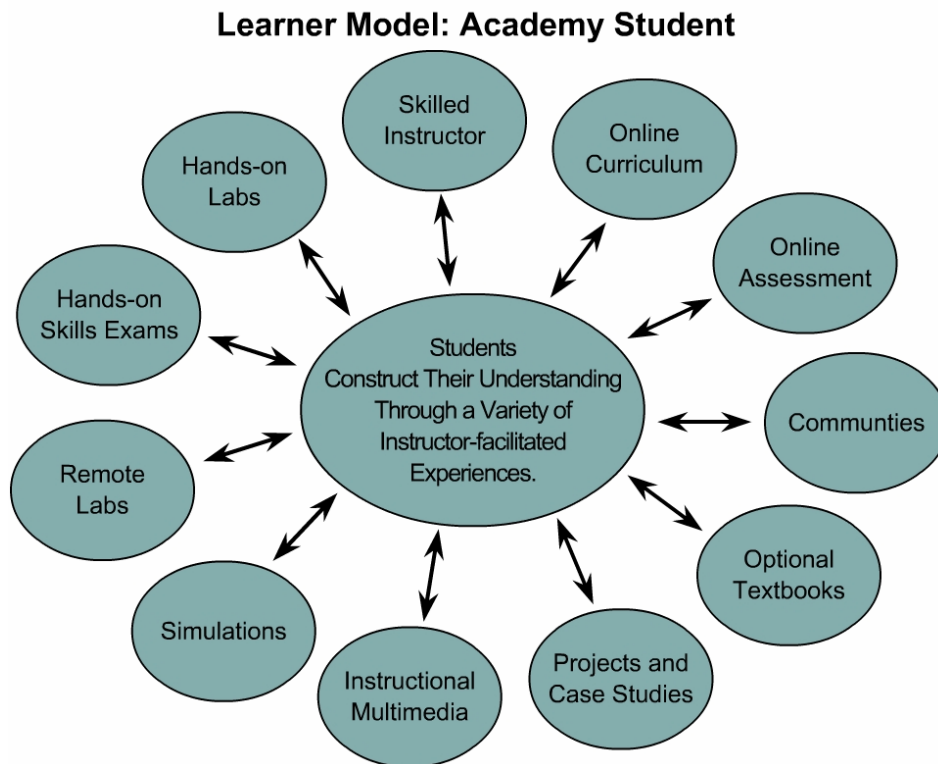 Learner Model: Academy Student
Skilled
Instructor
Online
Curriculum
Online
Assessment
Communties
Optional
Textbooks
Projects and
Case Studies
Instructional
Multimedia
Simulations
Remote
Labs
Hands-on
Skills Exams
Hands-on
Labs
Students
Construct Their Understanding
Through a Variety of
Instructor-facilitated
Experiences.